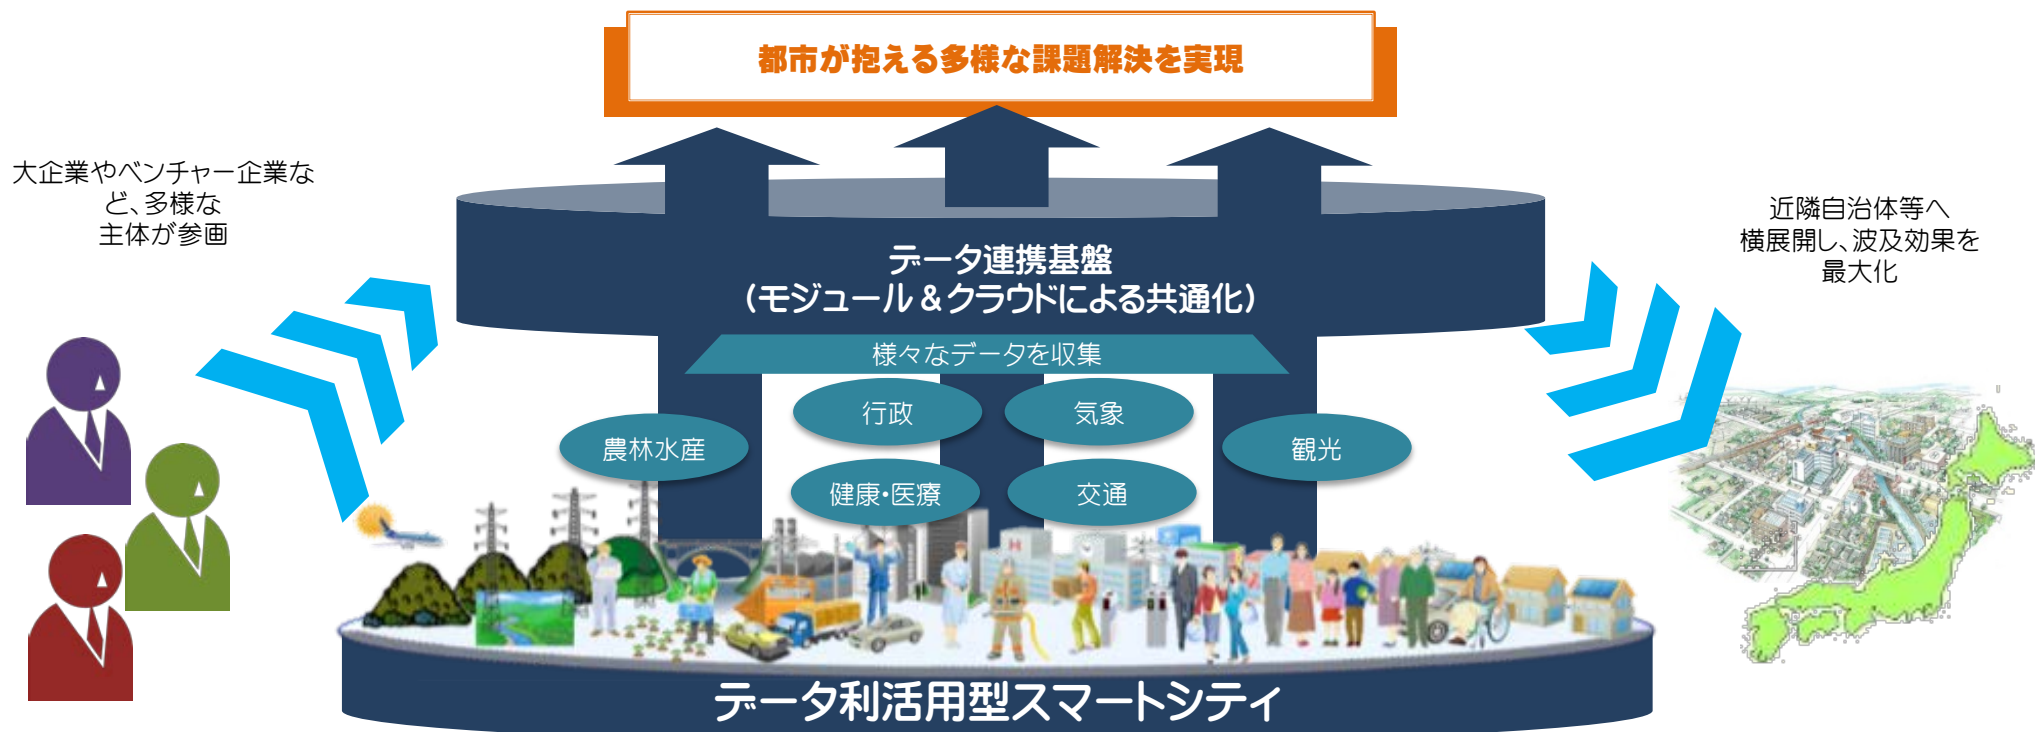 都市が抱える多様な課題解決を実現
大企業やベンチャー企業な
ど、多様な
主体が参画
近隣自治体等へ
横展開し、波及効果を
最大化
データ連携基盤
（モジュール＆クラウドによる共通化）
様々なデータを収集
行政
気象
農林水産
観光
健康・医療
交通
データ利活用型スマートシティ